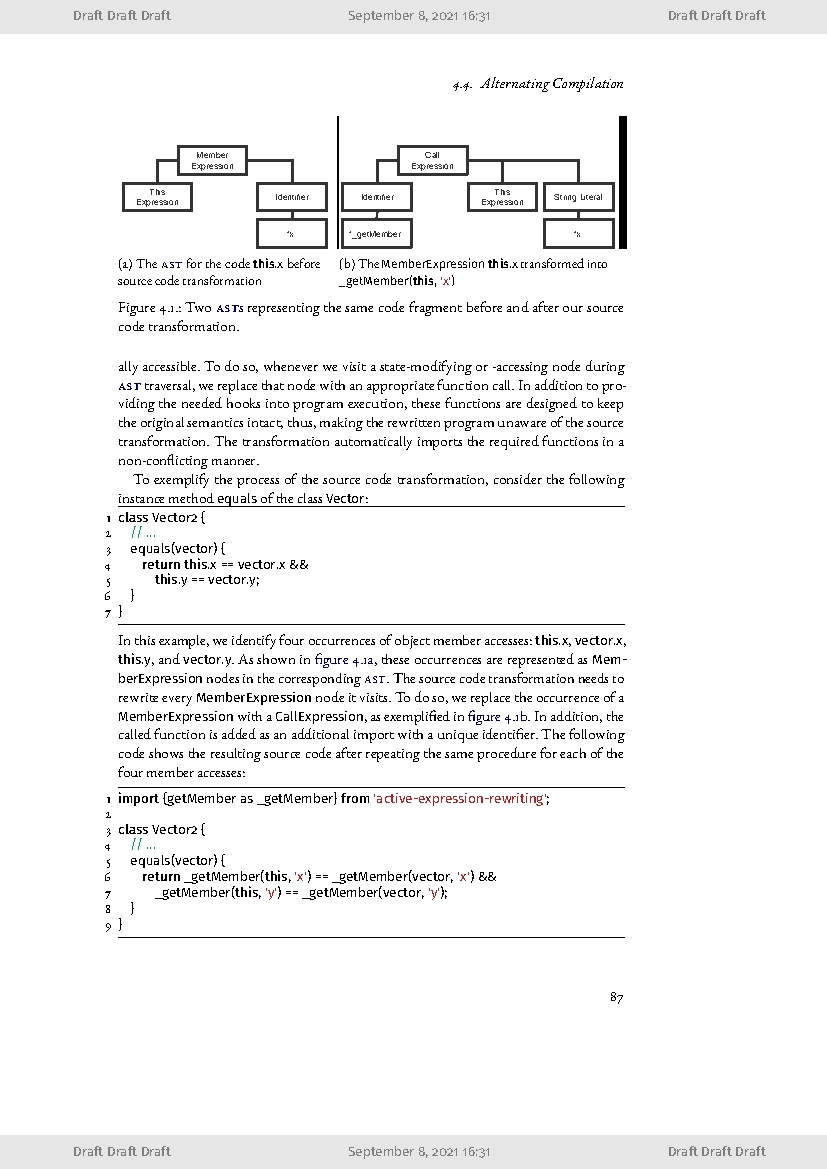 Draft Draft Draft September 8, 2021 16:31 Draft Draft Draft
4.4. Alternating Compilation
Member
Expression
This
Expression
Identifier
"x
Call
Expression
Identifier
"_getMember
This
Expression
String Literal
"x
(a) The AST for the code this.x before
source code transformation
(b) The MemberExpression this.x transformed into
_getMember(this, 'x')
Figure 4.1.: Two ASTs representing the same code fragment before and after our source
code transformation.
ally accessible. To do so, whenever we visit a state-modifying or -accessing node during
AST traversal, we replace that node with an appropriate function call. In addition to pro-
viding the needed hooks into program execution, these functions are designed to keep
the original semantics intact, thus, making the rewritten program unaware of the source
transformation. The transformation automatically imports the required functions in a
non-conflicting manner.
To exemplify the process of the source code transformation, consider the following
instance method equals of the class Vector:
1 class Vector2 {
2 // ...
3 equals(vector) {
4 return this.x == vector.x &&
5 this.y == vector.y;
6 }
7 }
In this example, we identify four occurrences of object member accesses: this.x, vector.x,
this.y, and vector.y. As shown in figure 4.1a, these occurrences are represented as Mem-
berExpression nodes in the corresponding AST. The source code transformation needs to
rewrite every MemberExpression node it visits. To do so, we replace the occurrence of a
MemberExpression with a CallExpression, as exemplified in figure 4.1b. In addition, the
called function is added as an additional import with a unique identifier. The following
code shows the resulting source code after repeating the same procedure for each of the
four member accesses:
1 import {getMember as _getMember} from 'active-expression-rewriting';
2
3 class Vector2 {
4 // ...
5 equals(vector) {
6 return _getMember(this, 'x') == _getMember(vector, 'x') &&
7 _getMember(this, 'y') == _getMember(vector, 'y');
8 }
9 }
87
Draft Draft Draft September 8, 2021 16:31 Draft Draft Draft